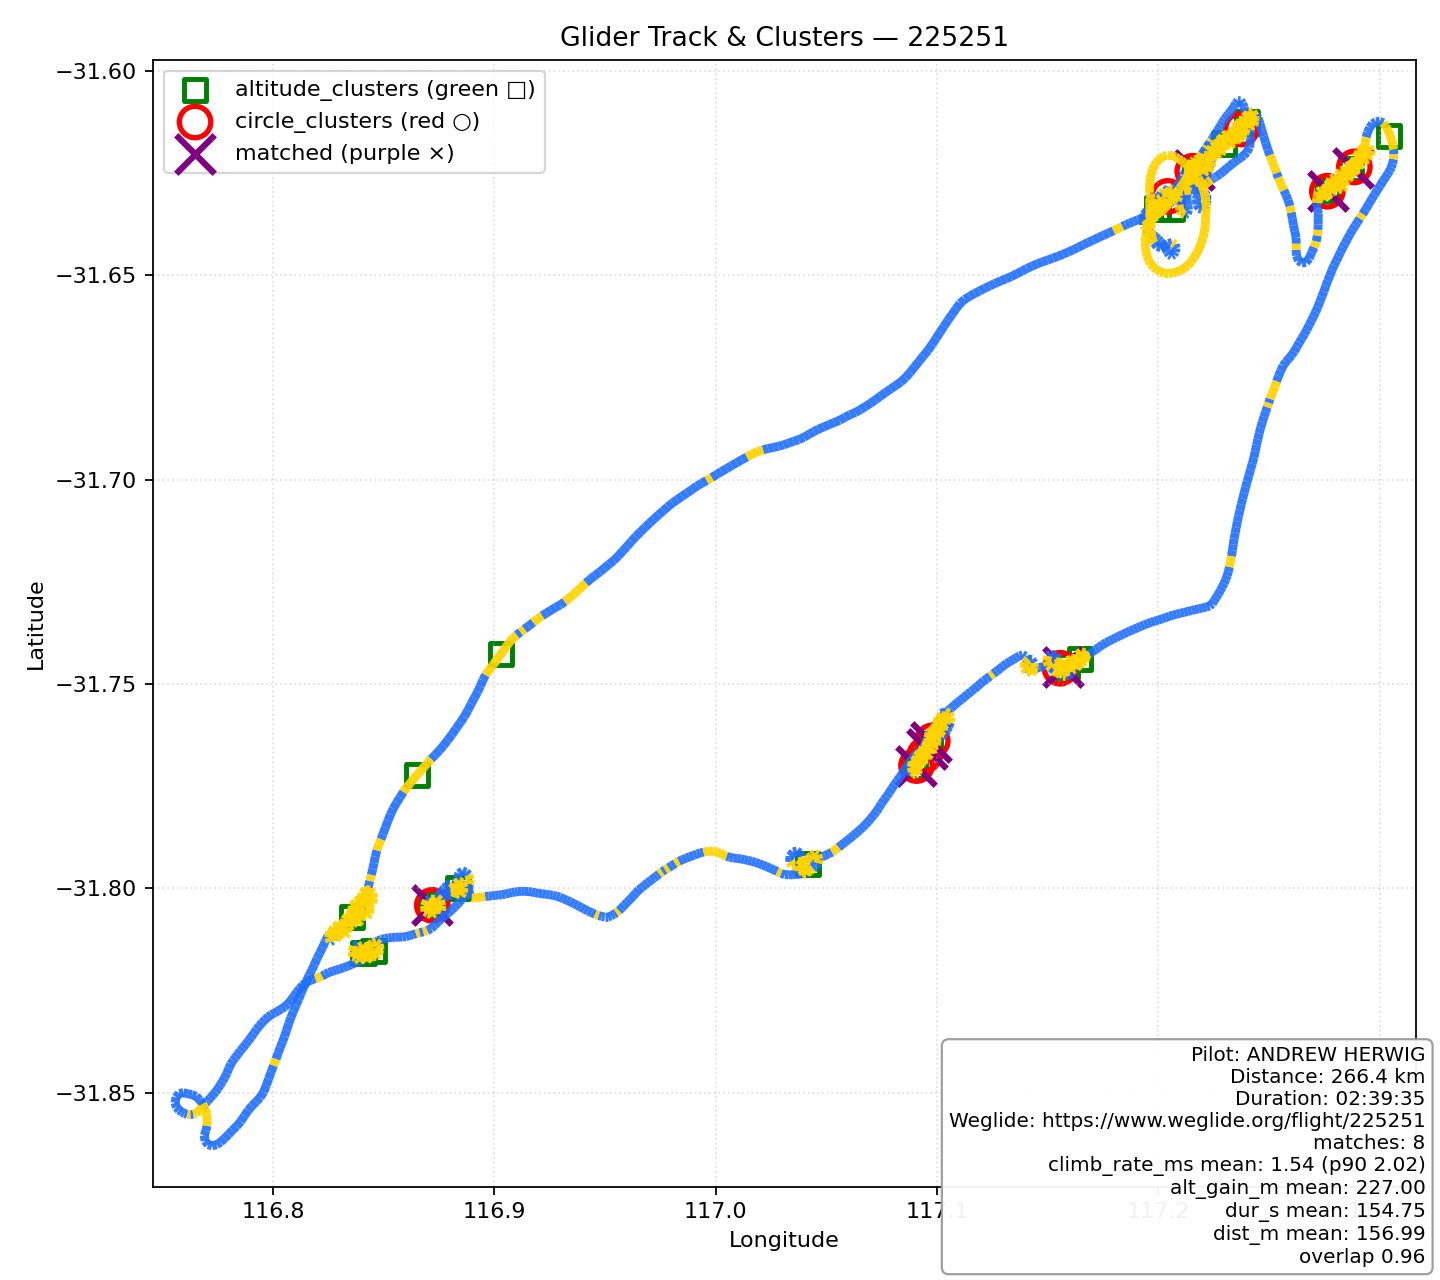 Glider Track & Clusters — 225251
altitude_clusters (green □)
circle_clusters (red ○)
matched (purple ×)
−31.60
−31.65
−31.70
−31.75
−31.80
−31.85
Latitude
116.8
116.9
117.0
117.1
117.2
Longitude
Pilot: ANDREW HERWIG
Distance: 266.4 km
Duration: 02:39:35
Weglide: https://www.weglide.org/flight/225251
matches: 8
climb_rate_ms mean: 1.54 (p90 2.02)
alt_gain_m mean: 227.00
dur_s mean: 154.75
dist_m mean: 156.99
overlap 0.96